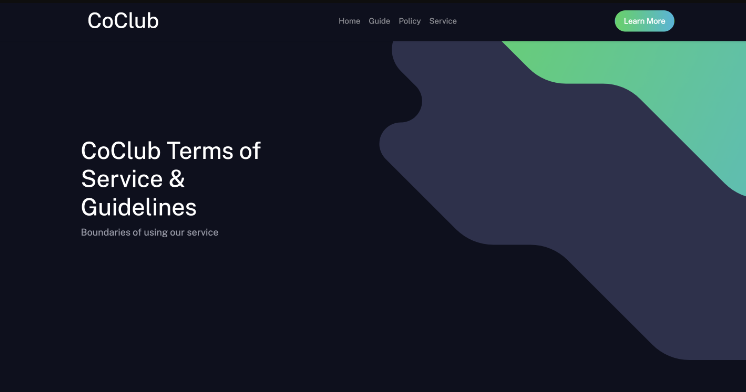 CoClub
Home Guide Policy Service
Learn More
CoClub Terms of
Service &
Guidelines
Boundaries of using our service